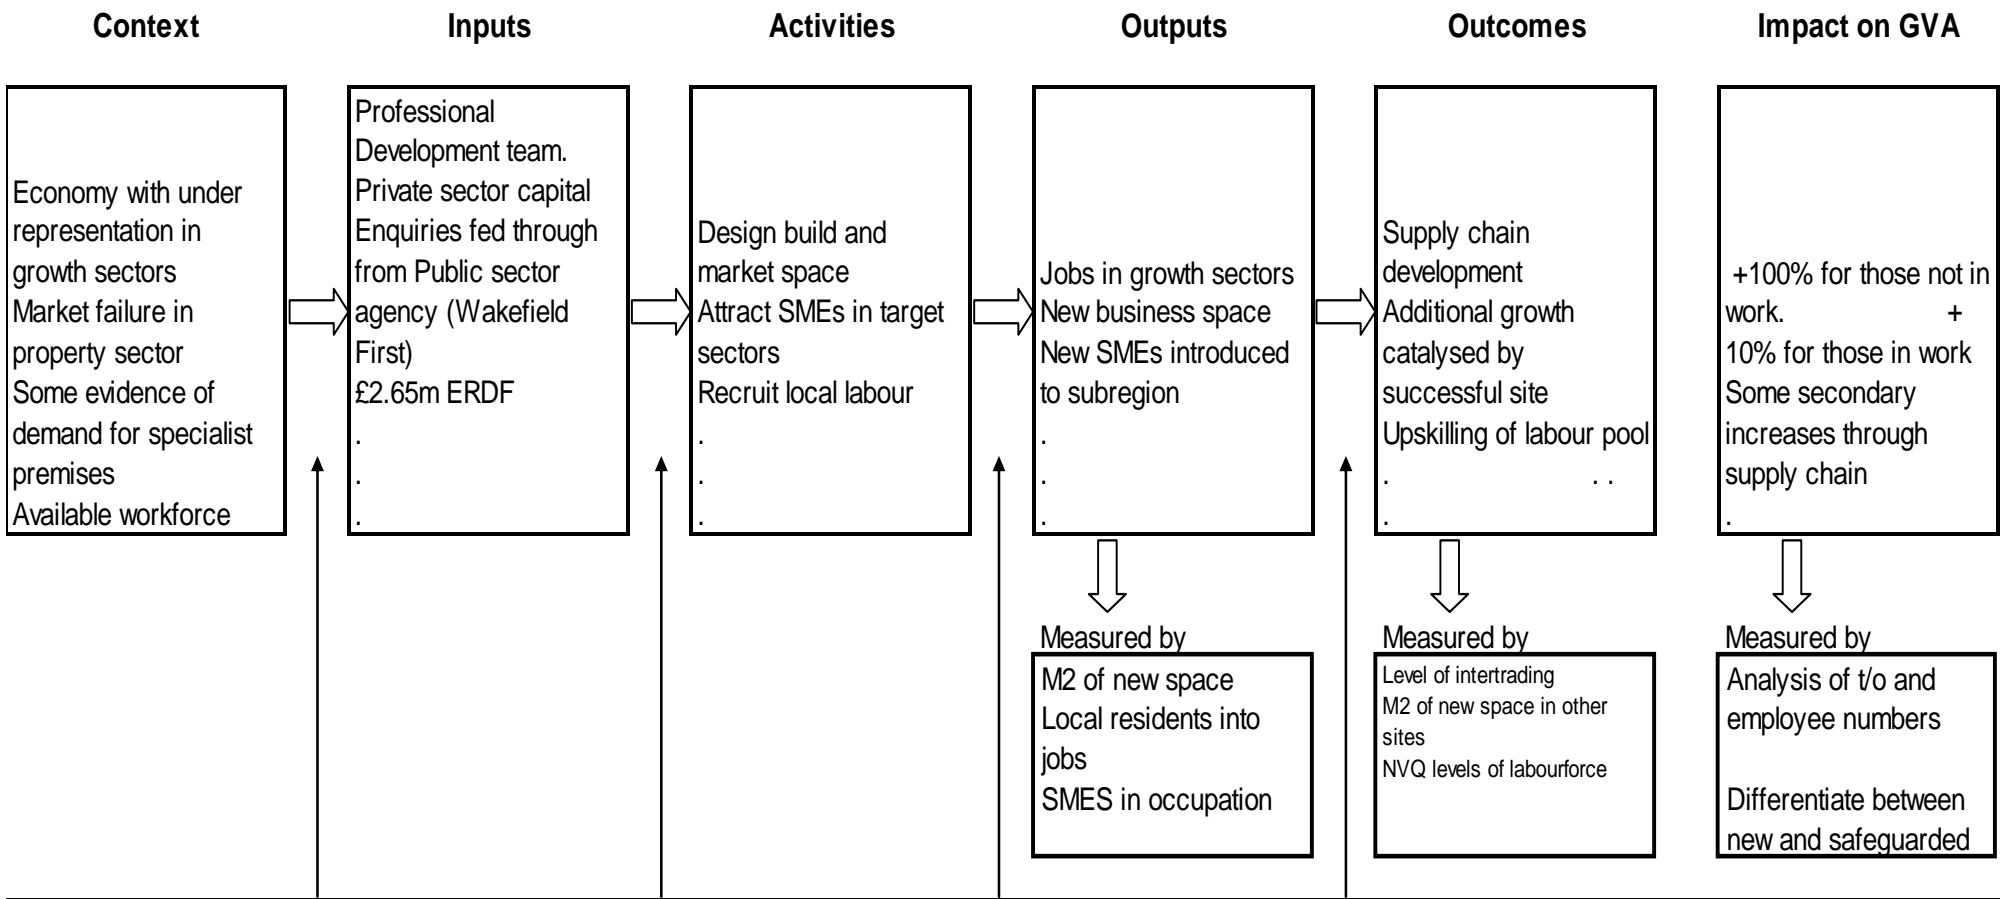 Context
Inputs
Activities
Outputs
Outcomes
Impact on GVA
Economy with under
representation in
growth sectors
Market failure in
property sector
Some evidence of
demand for specialist
premises
Available workforce
Professional
Development team.
Private sector capital
Enquiries fed through
from Public sector
agency (Wakefield
First)
£2.65m ERDF
.
.
.
Design build and
market space
Attract SMEs in target
sectors
Recruit local labour
.
.
.
Jobs in growth sectors
New business space
New SMEs introduced
to subregion
.
.
.
Supply chain
development
Additional growth
catalysed by
successful site
Upskilling of labour pool
. . .
.
+100% for those not in
work. +
10% for those in work
Some secondary
increases through
supply chain
.
Measured by
M2 of new space
Local residents into
jobs
SMES in occupation
Measured by
Level of intertrading
M2 of new space in other
sites
NVQ levels of labourforce
Measured by
Analysis of t/o and
employee numbers
Differentiate between
new and safeguarded